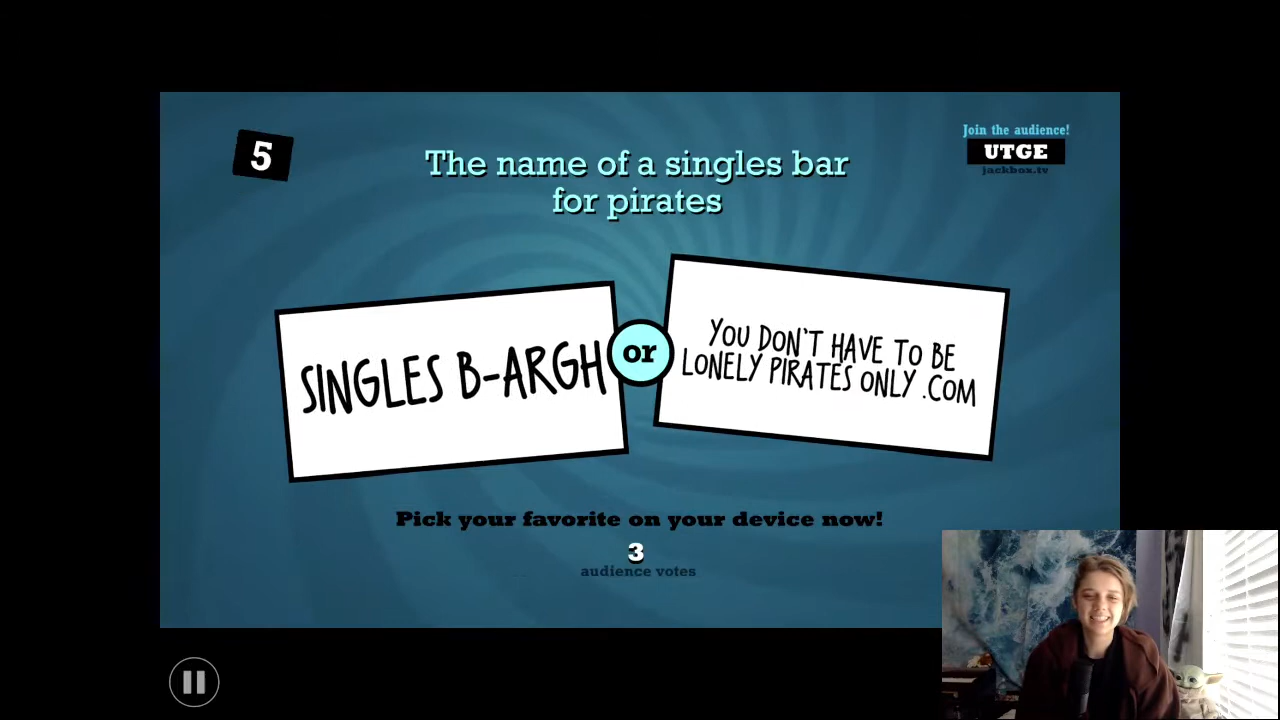 5
The name of a singles bar
for pirates
Join the audience!
UTGE
jackbox.tv
SINGLES B-ARGH
or
YOU DON'T HAVE TO BE
LONELY PIRATES ONLY .COM
Pick your favorite on your device now!
3
audience votes